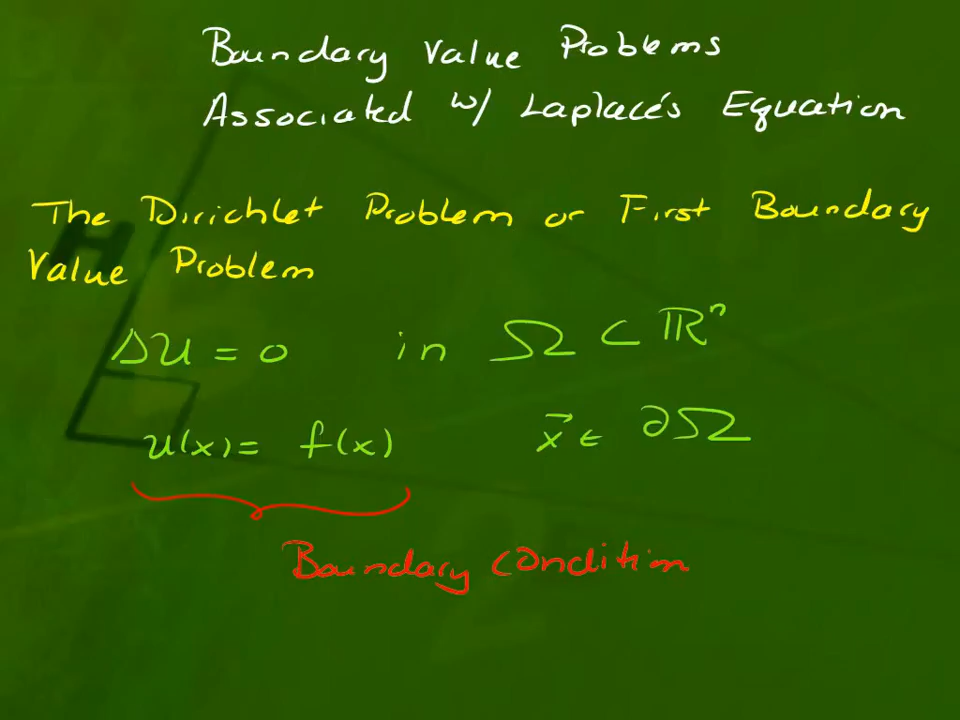 Boundary Value Problems
Associated w/ Laplace's Equation
The Dirichlet Problem or First Boundary
Value Problem
Δu = 0 in Ω ⊂ ℝⁿ
u(x) = f(x) x⃗ ∈ ∂Ω
Boundary Condition